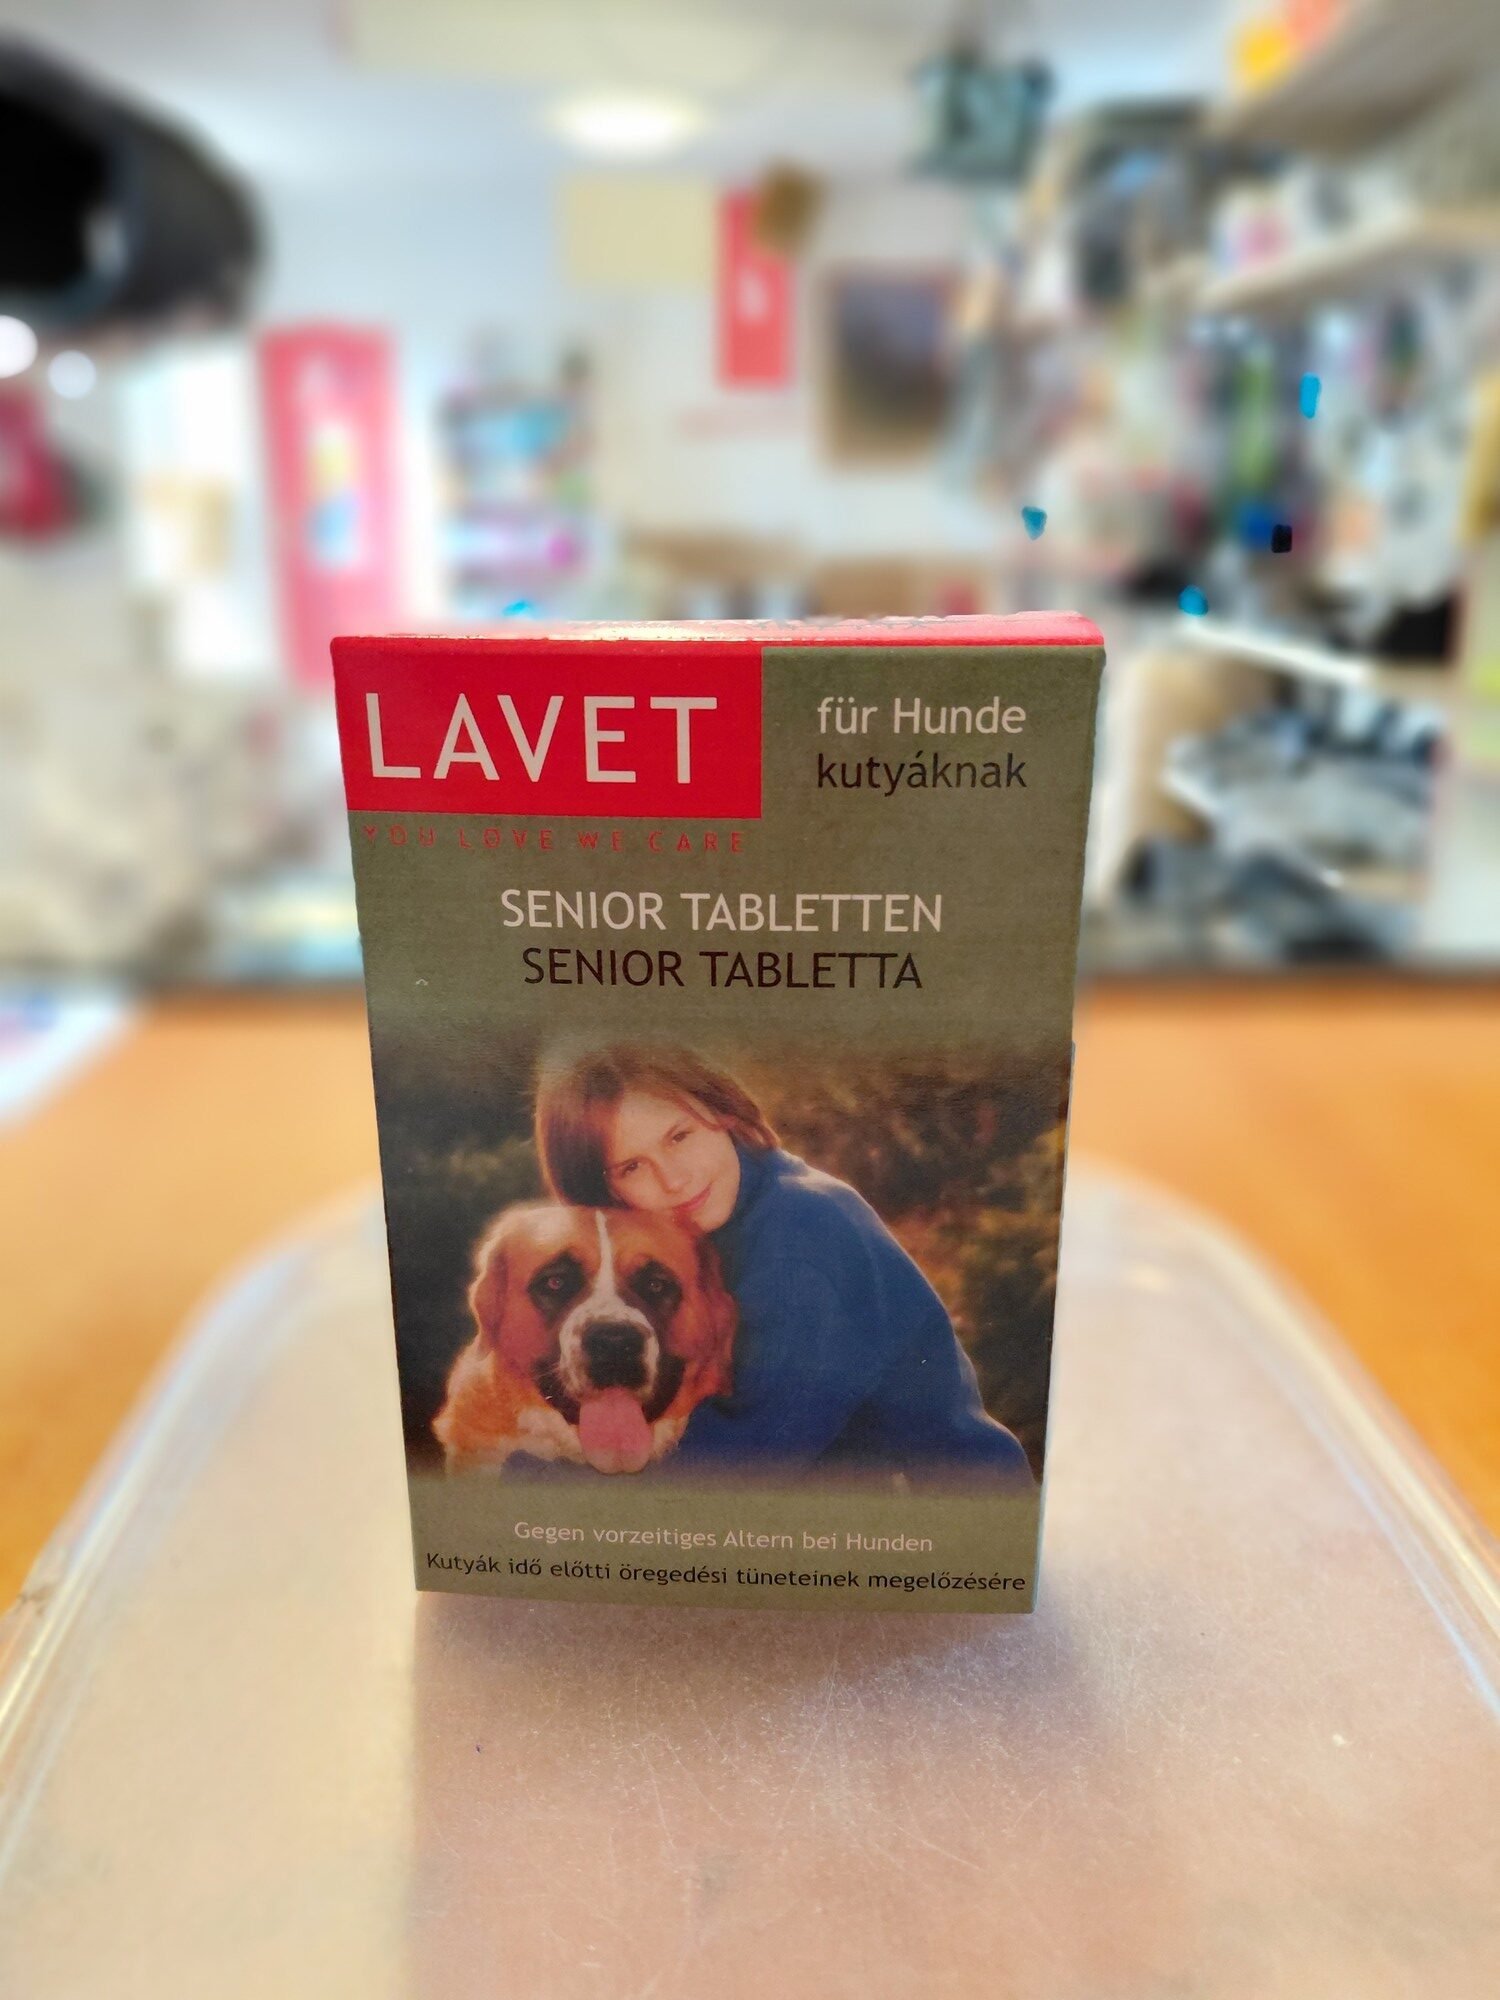 LAVET
für Hunde
kutyáknak
YOU LOVE WE CARE
SENIOR TABLETTEN
SENIOR TABLETTA
Gegen vorzeitiges Altern bei Hunden
Kutyák idő előtti öregedési tüneteinek megelőzésére